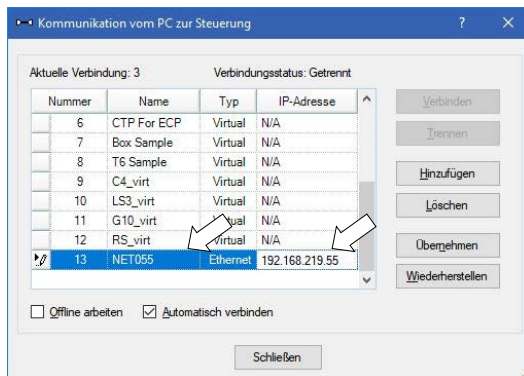 Kommunikation vom PC zur Steuerung ? ×
Aktuelle Verbindung: 3 Verbindungsstatus: Getrennt
Nummer Name Typ IP-Adresse
6 CTP For ECP Virtual N/A
7 Box Sample Virtual N/A
8 T6 Sample Virtual N/A
9 C4_virt Virtual N/A
10 LS3_virt Virtual N/A
11 G10_virt Virtual N/A
12 RS_virt Virtual N/A
13 NET055 Ethernet 192.168.219.55
Verbinden
Trennen
Hinzufügen
Löschen
Übernehmen
Wiederherstellen
Offline arbeiten Automatisch verbinden
Schließen